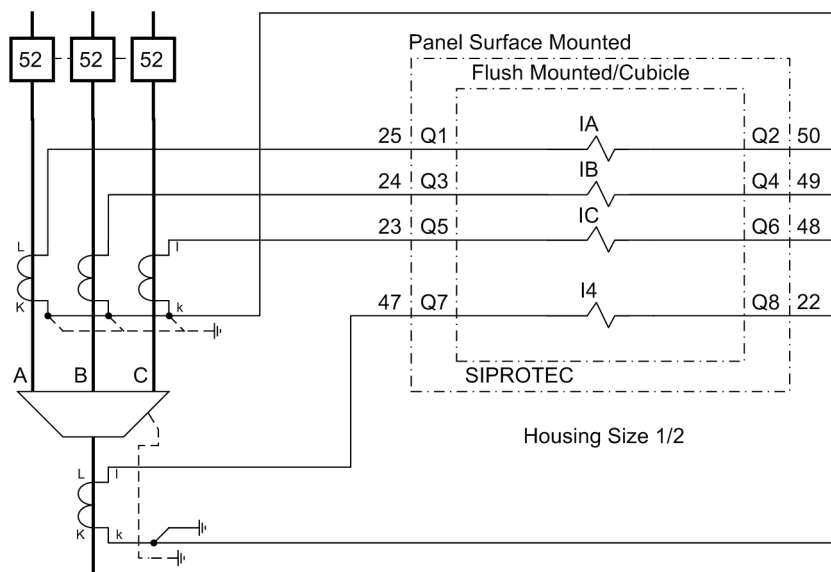 52 52 52
Panel Surface Mounted
Flush Mounted/Cubicle
IA
25 Q1 Q2 50
IB
24 Q3 Q4 49
IC
23 Q5 Q6 48
L l
K k
I4
47 Q7 Q8 22
A B C
SIPROTEC
Housing Size 1/2
L l
K k